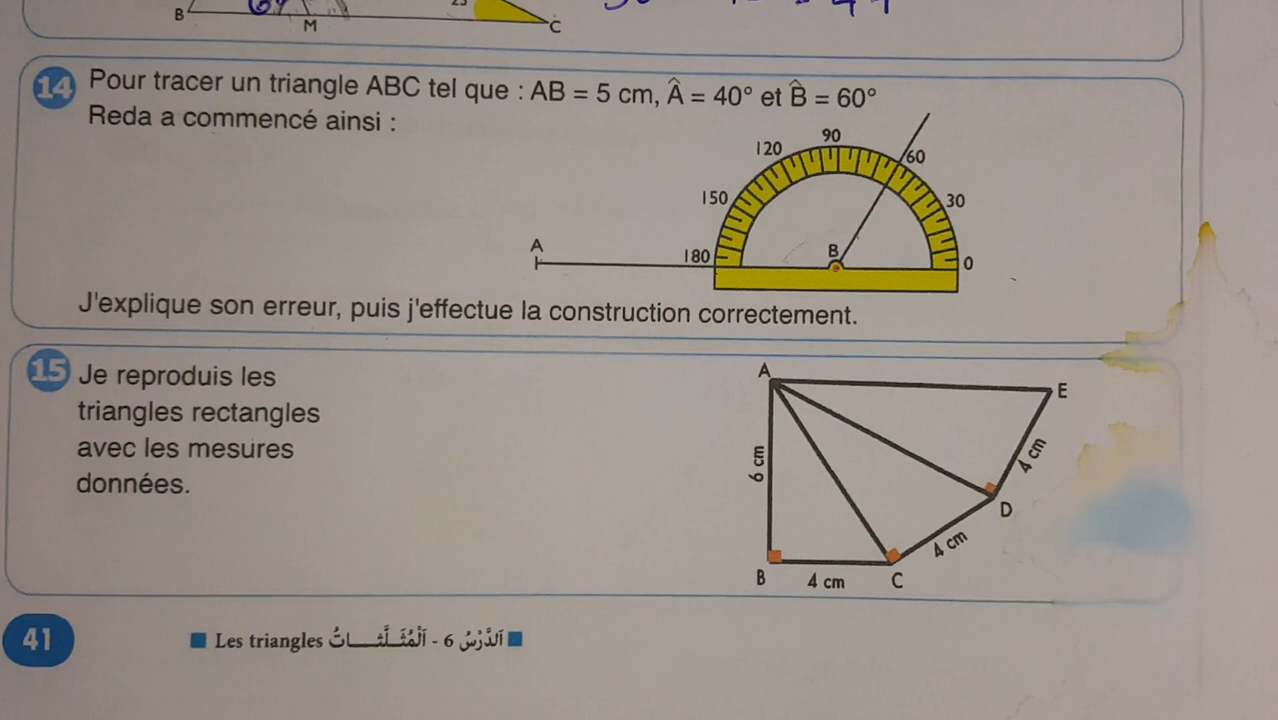 B
M
C
14 Pour tracer un triangle ABC tel que : AB = 5 cm, Â = 40° et B̂ = 60°
Reda a commencé ainsi :
90
120
60
150
30
A
180
B
0
J'explique son erreur, puis j'effectue la construction correctement.
15 Je reproduis les
triangles rectangles
avec les mesures
données.
A
E
6 cm
4 cm
D
4 cm
B
4 cm
C
41
Les triangles اَلدَّرْسُ 6 - اَلْمُثَلَّثَــاتُ